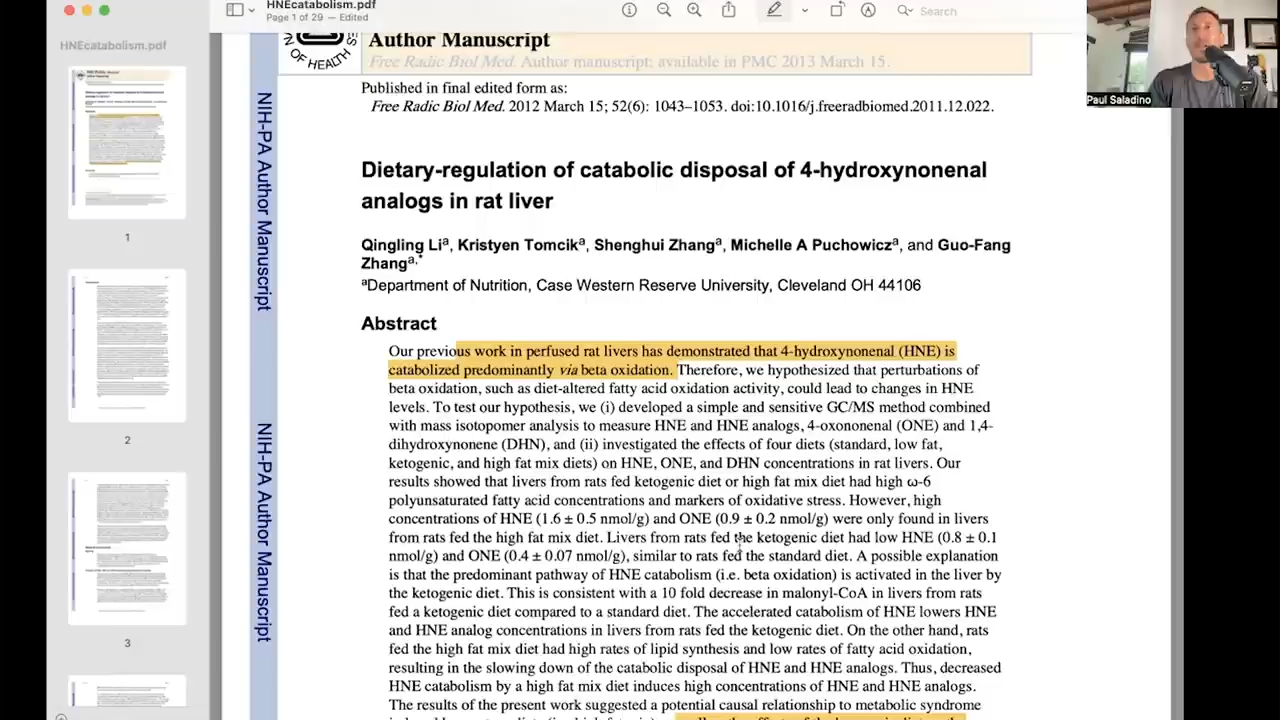 HNEcatabolism.pdf
Page 1 of 29 — Edited
Search
HNEcatabolism.pdf
1
2
3
NIH-PA Author Manuscript
NIH-PA Author Manuscript
N OF HEALTH SE
Author Manuscript
Free Radic Biol Med. Author manuscript; available in PMC 2013 March 15.
Published in final edited form as:
Free Radic Biol Med. 2012 March 15; 52(6): 1043–1053. doi:10.1016/j.freeradbiomed.2011.12.022.
Dietary-regulation of catabolic disposal of 4-hydroxynonenal
analogs in rat liver
Qingling Liᵃ, Kristyen Tomcikᵃ, Shenghui Zhangᵃ, Michelle A Puchowiczᵃ, and Guo-Fang
Zhangᵃ,*
ᵃDepartment of Nutrition, Case Western Reserve University, Cleveland OH 44106
Abstract
Our previous work in perfused rat livers has demonstrated that 4-hydroxynonenal (HNE) is
catabolized predominantly via beta oxidation. Therefore, we hypothesized that perturbations of
beta oxidation, such as diet-altered fatty acid oxidation activity, could lead to changes in HNE
levels. To test our hypothesis, we (i) developed a simple and sensitive GC/MS method combined
with mass isotopomer analysis to measure HNE and HNE analogs, 4-oxononenal (ONE) and 1,4-
dihydroxynonene (DHN), and (ii) investigated the effects of four diets (standard, low fat,
ketogenic, and high fat mix diets) on HNE, ONE, and DHN concentrations in rat livers. Our
results showed that livers from rats fed ketogenic diet or high fat mix diet had high ω-6
polyunsaturated fatty acid concentrations and markers of oxidative stress. However, high
concentrations of HNE (1.6 ± 0.5 nmol/g) and ONE (0.9 ± 0.2 nmol/g) were only found in livers
from rats fed the high fat mix diet. Livers from rats fed the ketogenic diet had low HNE (0.8 ± 0.1
nmol/g) and ONE (0.4 ± 0.07 nmol/g), similar to rats fed the standard diet. A possible explanation
is that the predominant pathway of HNE catabolism (i.e. beta oxidation) is activated in the liver by
the ketogenic diet. This is consistent with a 10 fold decrease in malonyl-CoA in livers from rats
fed a ketogenic diet compared to a standard diet. The accelerated catabolism of HNE lowers HNE
and HNE analog concentrations in livers from rats fed the ketogenic diet. On the other hand, rats
fed the high fat mix diet had high rates of lipid synthesis and low rates of fatty acid oxidation,
resulting in the slowing down of the catabolic disposal of HNE and HNE analogs. Thus, decreased
HNE catabolism by a high fat mix diet induces high concentrations of HNE and HNE analogs.
The results of the present work suggested a potential causal relationship to metabolic syndrome
Paul Saladino